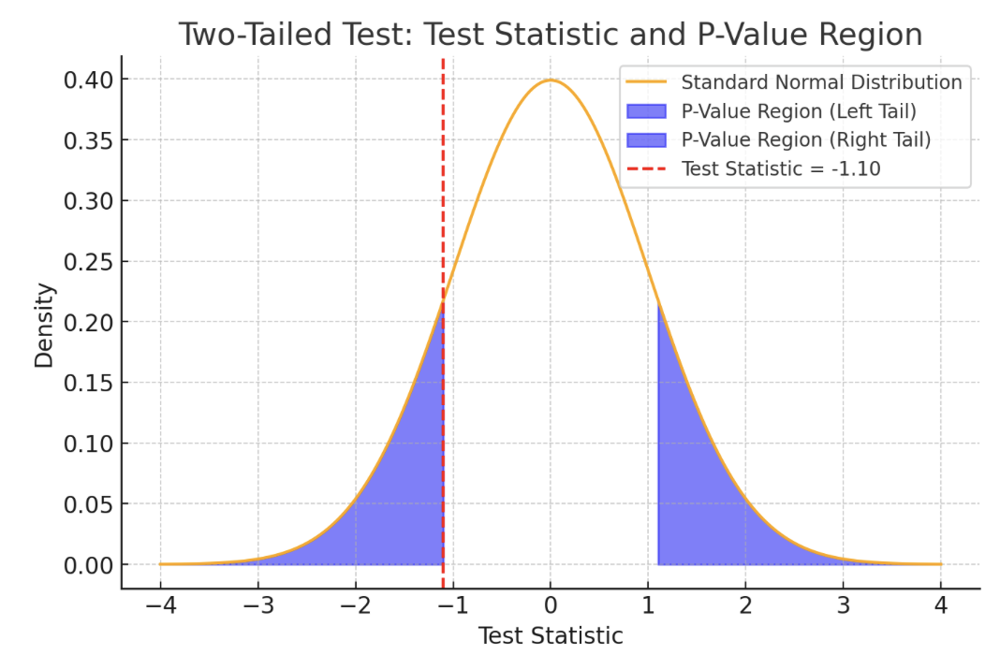 Two-Tailed Test: Test Statistic and P-Value Region
Standard Normal Distribution
P-Value Region (Left Tail)
P-Value Region (Right Tail)
Test Statistic = -1.10
Density
0.40
0.35
0.30
0.25
0.20
0.15
0.10
0.05
0.00
−4 −3 −2 −1 0 1 2 3 4
Test Statistic